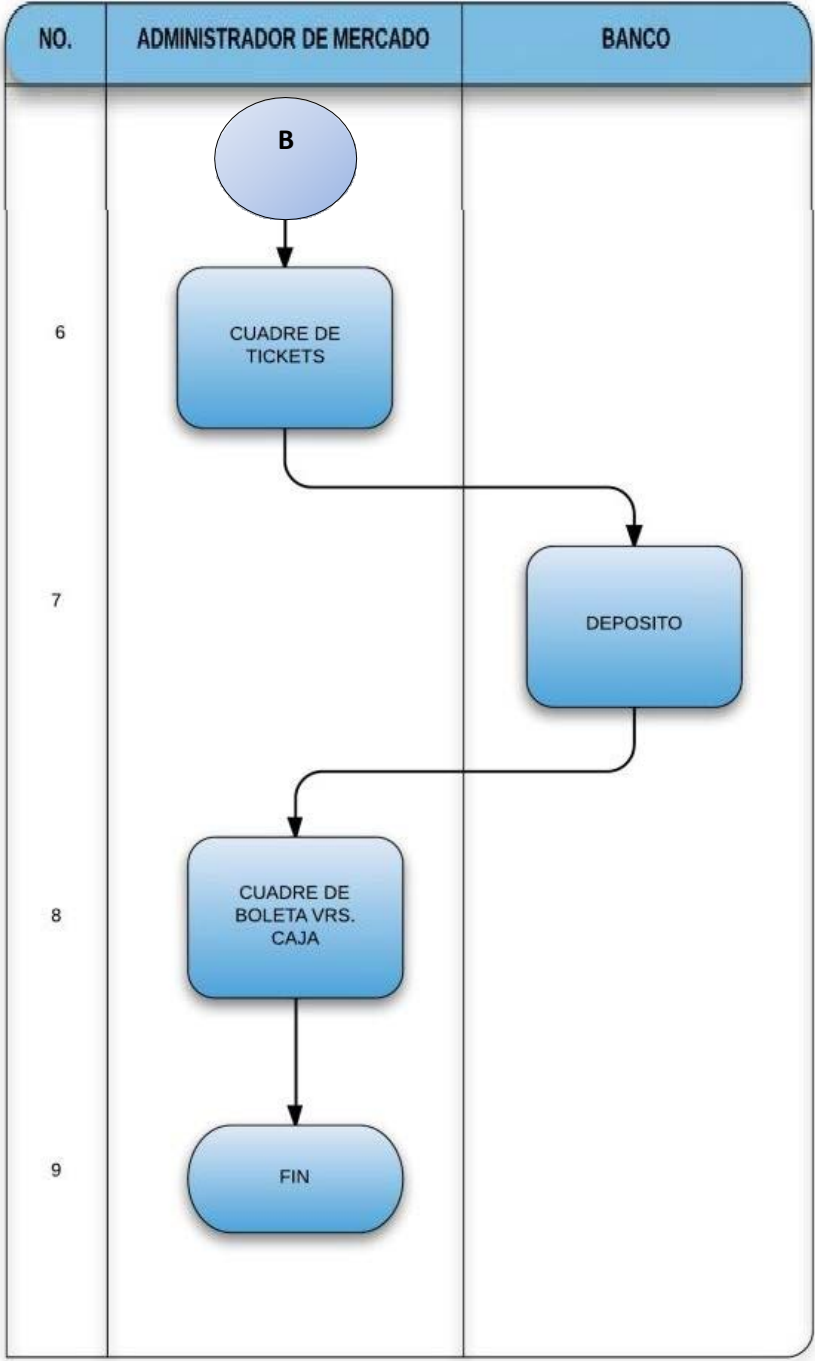 NO.
ADMINISTRADOR DE MERCADO
BANCO
B
6
CUADRE DE
TICKETS
7
DEPOSITO
8
CUADRE DE
BOLETA VRS.
CAJA
9
FIN